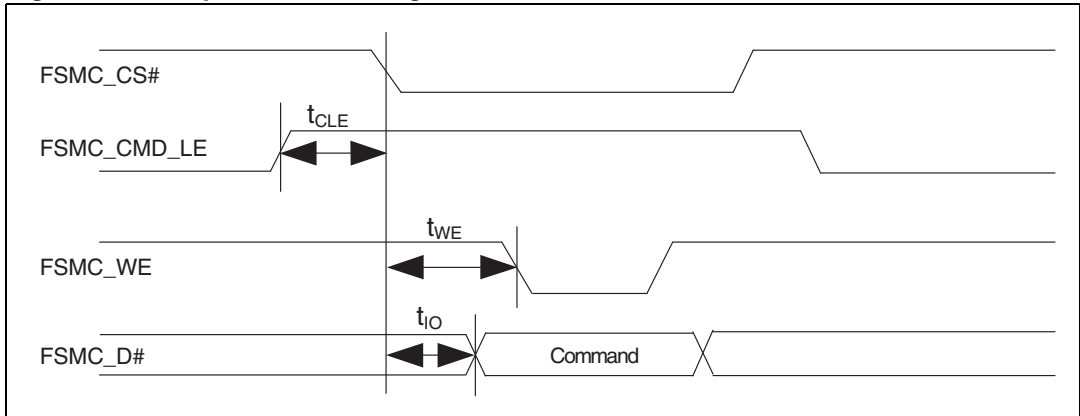 FSMC_CS#
tCLE
FSMC_CMD_LE
tWE
FSMC_WE
tIO
FSMC_D#
Command